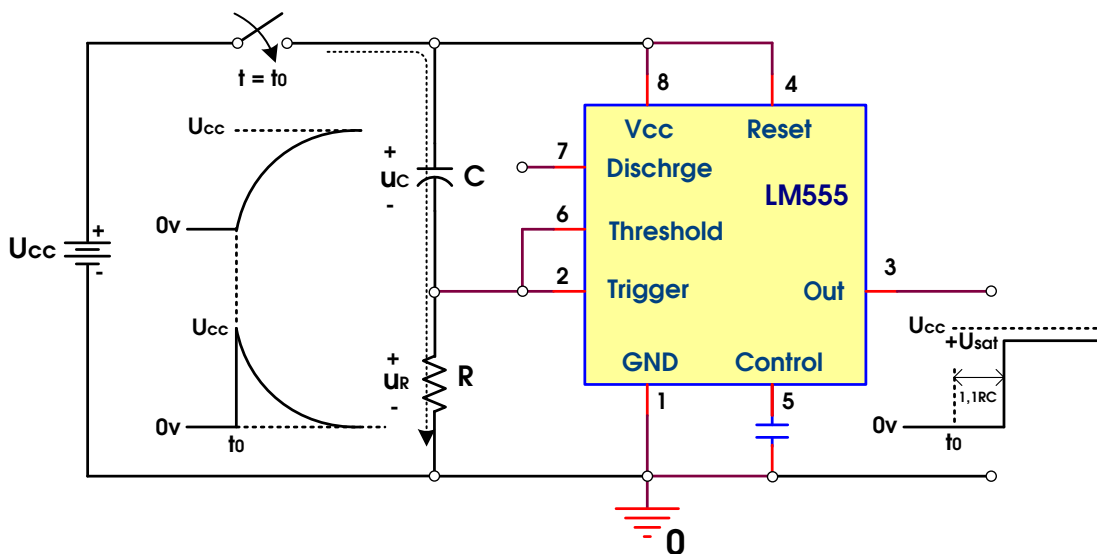 t = t0
8
4
Vcc
Reset
Ucc
+
uC
-
C
7
Dischrge
LM555
0v
6
Threshold
Ucc
+
-
2
Trigger
3
Out
Ucc
Ucc
+Usat
+
uR
-
R
GND
Control
1,1RC
1
5
0v
t0
0v
t0
0